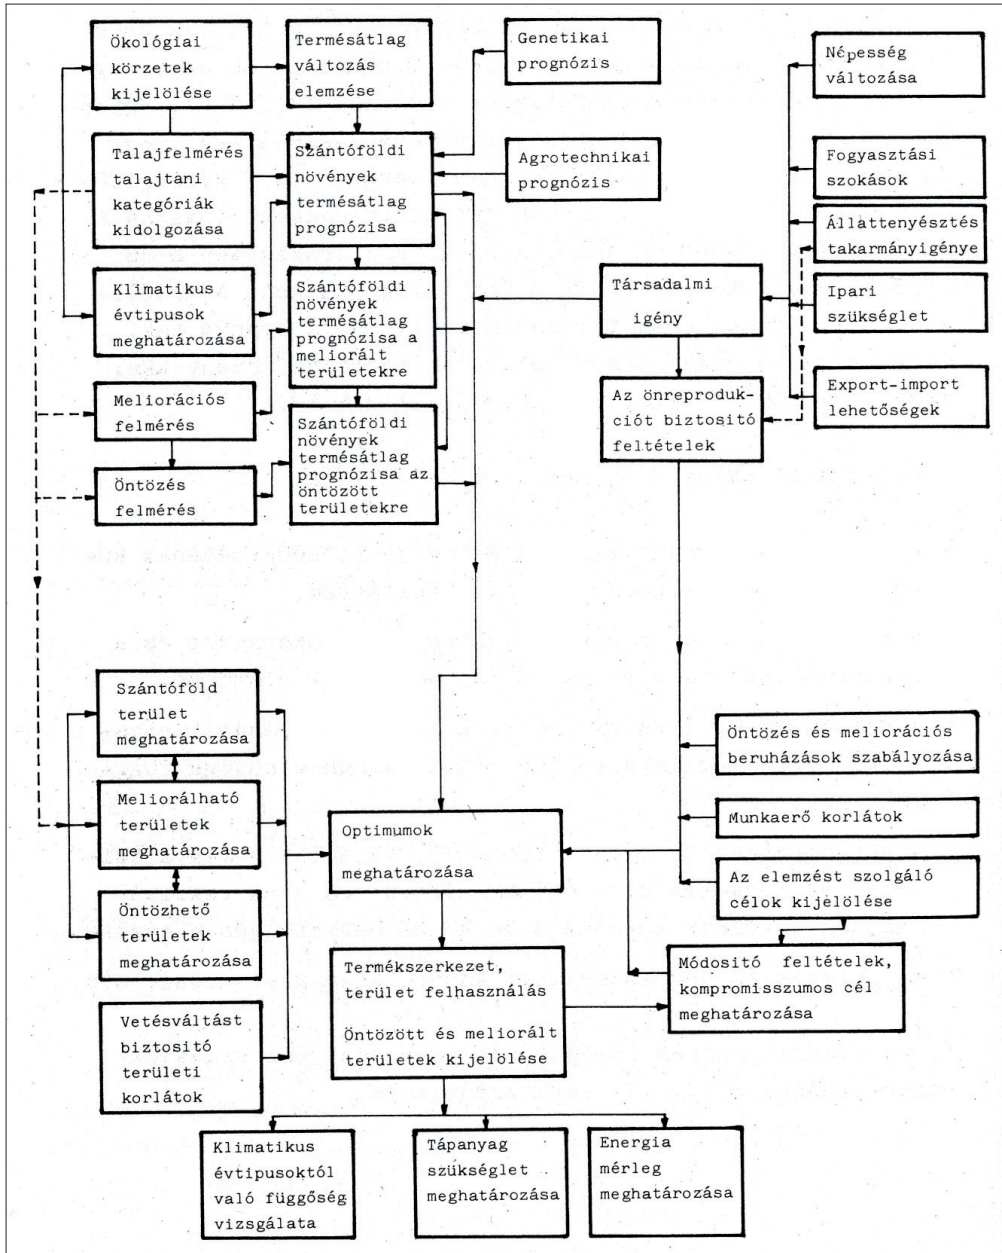 Ökológiai
körzetek
kijelölése
Termésátlag
változás
elemzése
Genetikai
prognózis
Népesség
változása
Talajfelmérés
talajtani
kategóriák
kidolgozása
Szántóföldi
növények
termésátlag
prognózisa
Agrotechnikai
prognózis
Fogyasztási
szokások
Állattenyésztés
takarmányigénye
Klimatikus
évtipusok
meghatározása
Szántóföldi
növények
termésátlag
prognózisa a
meliorált
területekre
Társadalmi
igény
Ipari
szükséglet
Meliorációs
felmérés
Az önreproduk-
ciót biztositó
feltételek
Export-import
lehetőségek
Öntözés
felmérés
Szántóföldi
növények
termésátlag
prognózisa az
öntözött
területekre
Szántóföld
terület
meghatározása
Öntözés és meliorációs
beruházások szabályozása
Meliorálható
területek
meghatározása
Optimumok
meghatározása
Munkaerő korlátok
Az elemzést szolgáló
célok kijelölése
Öntözhető
területek
meghatározása
Termékszerkezet,
terület felhasználás
Öntözött és meliorált
területek kijelölése
Módositó feltételek,
kompromisszumos cél
meghatározása
Vetésváltást
biztositó
területi
korlátok
Klimatikus
évtipusoktól
való függőség
vizsgálata
Tápanyag
szükséglet
meghatározása
Energia
mérleg
meghatározása